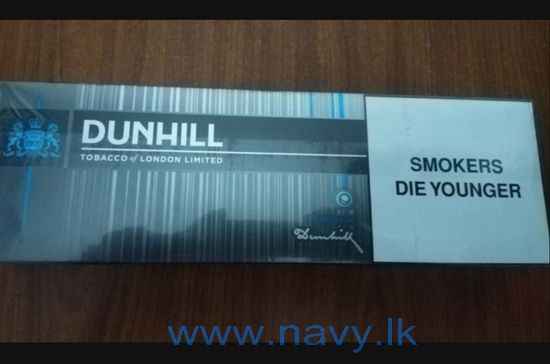 DUNHILL
TOBACCO of LONDON LIMITED
Dunhill
SMOKERS
DIE YOUNGER
www.navy.lk